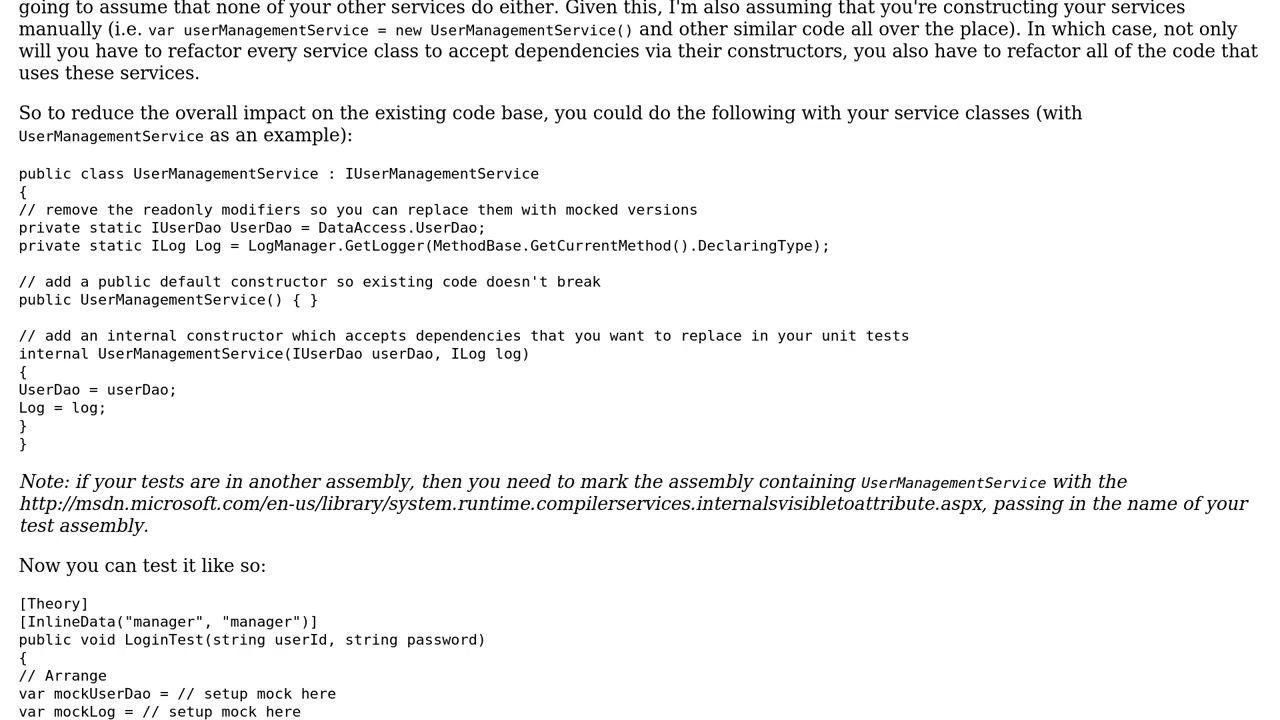 going to assume that none of your other services do either. Given this, I'm also assuming that you're constructing your services
manually (i.e. var userManagementService = new UserManagementService() and other similar code all over the place). In which case, not only
will you have to refactor every service class to accept dependencies via their constructors, you also have to refactor all of the code that
uses these services.
So to reduce the overall impact on the existing code base, you could do the following with your service classes (with
UserManagementService as an example):
public class UserManagementService : IUserManagementService
{
// remove the readonly modifiers so you can replace them with mocked versions
private static IUserDao UserDao = DataAccess.UserDao;
private static ILog Log = LogManager.GetLogger(MethodBase.GetCurrentMethod().DeclaringType);
// add a public default constructor so existing code doesn't break
public UserManagementService() { }
// add an internal constructor which accepts dependencies that you want to replace in your unit tests
internal UserManagementService(IUserDao userDao, ILog log)
{
UserDao = userDao;
Log = log;
}
}
Note: if your tests are in another assembly, then you need to mark the assembly containing UserManagementService with the
http://msdn.microsoft.com/en-us/library/system.runtime.compilerservices.internalsvisibletoattribute.aspx, passing in the name of your
test assembly.
Now you can test it like so:
[Theory]
[InlineData("manager", "manager")]
public void LoginTest(string userId, string password)
{
// Arrange
var mockUserDao = // setup mock here
var mockLog = // setup mock here